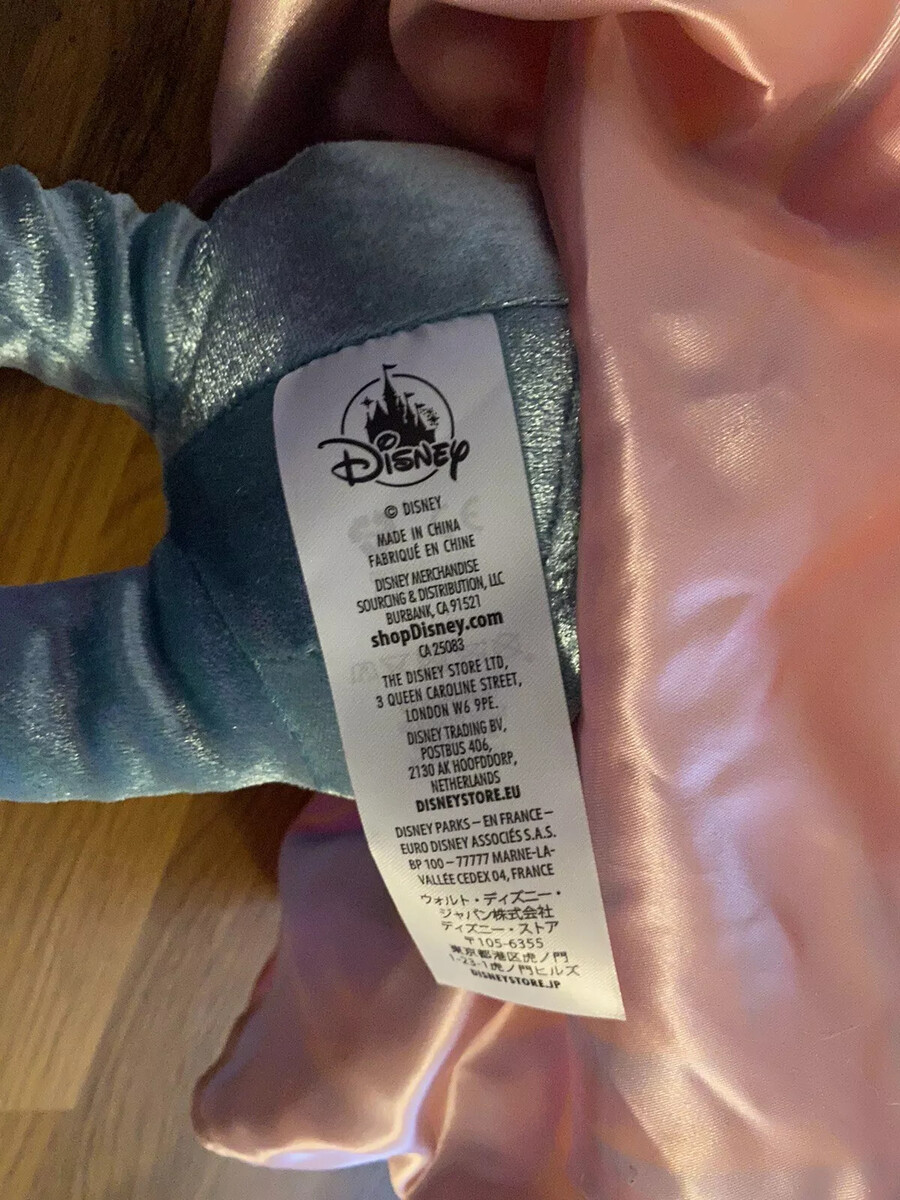 Disney
© DISNEY
MADE IN CHINA
FABRIQUÉ EN CHINE
DISNEY MERCHANDISE
SOURCING & DISTRIBUTION, LLC
BURBANK, CA 91521
shopDisney.com
CA 25083
THE DISNEY STORE LTD,
3 QUEEN CAROLINE STREET,
LONDON W6 9PE.
DISNEY TRADING BV,
POSTBUS 406,
2130 AK HOOFDDORP,
NETHERLANDS
DISNEYSTORE.EU
DISNEY PARKS – EN FRANCE –
EURO DISNEY ASSOCIÉS S.A.S.
BP 100 – 77777 MARNE-LA-
VALLÉE CEDEX 04, FRANCE
ウォルト・ディズニー・
ジャパン株式会社
ディズニー・ストア
〒105-6355
東京都港区虎ノ門
1-23-1虎ノ門ヒルズ
DISNEYSTORE.JP